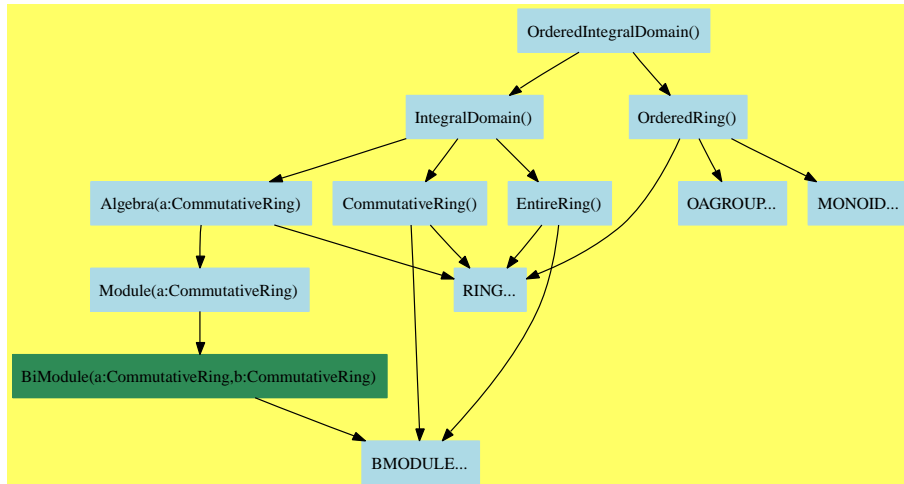 OrderedIntegralDomain()
IntegralDomain()
OrderedRing()
Algebra(a:CommutativeRing)
CommutativeRing()
EntireRing()
OAGROUP...
MONOID...
Module(a:CommutativeRing)
RING...
BiModule(a:CommutativeRing,b:CommutativeRing)
BMODULE...